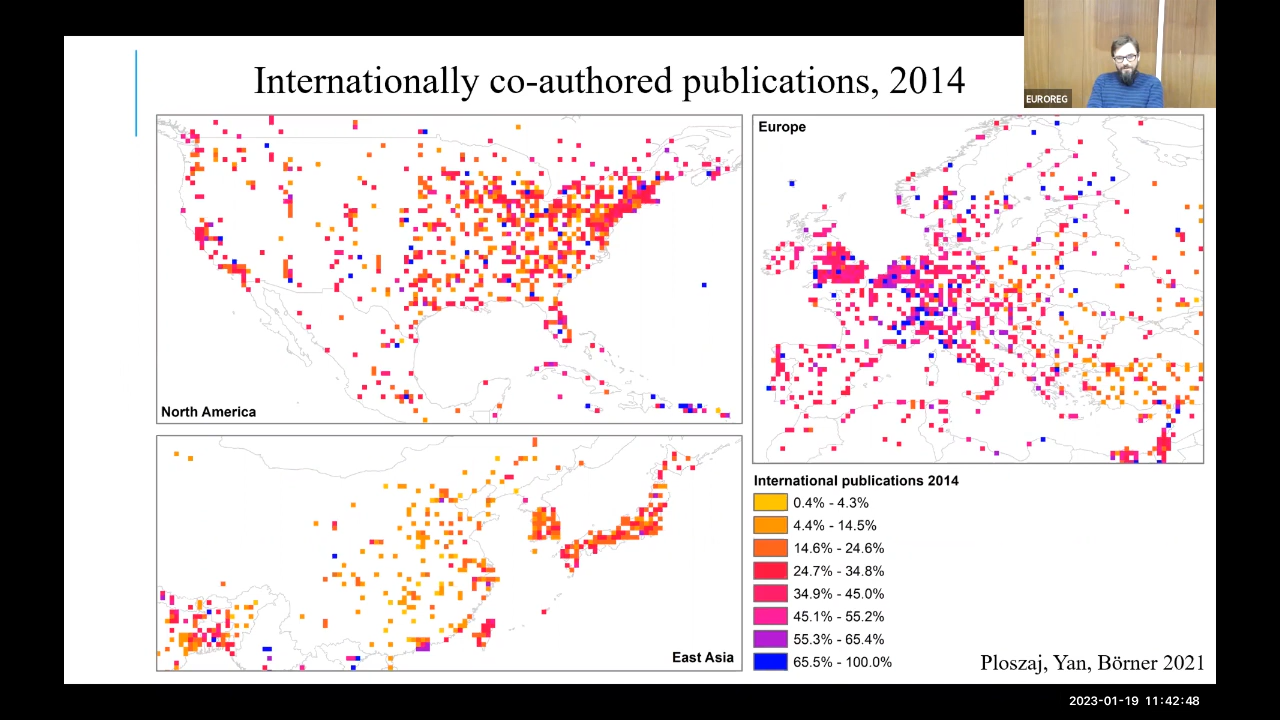 Internationally co-authored publications, 2014
EUROREG
North America
Europe
East Asia
International publications 2014
0.4% - 4.3%
4.4% - 14.5%
14.6% - 24.6%
24.7% - 34.8%
34.9% - 45.0%
45.1% - 55.2%
55.3% - 65.4%
65.5% - 100.0%
Ploszaj, Yan, Börner 2021
2023-01-19 11:42:48